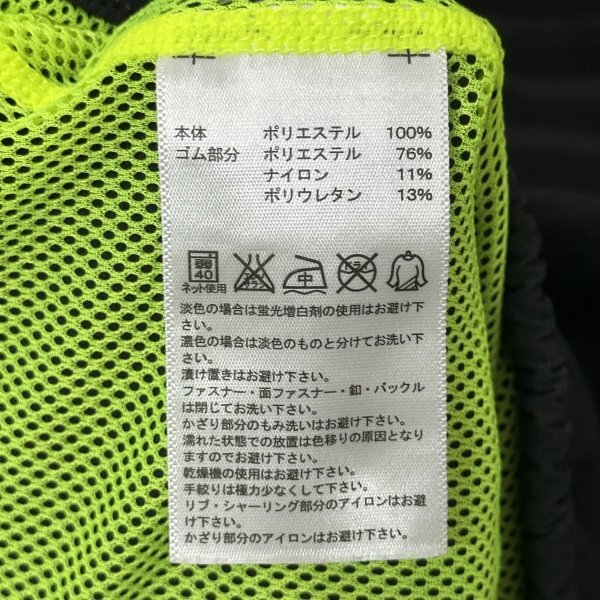 本体 ポリエステル 100%
ゴム部分 ポリエステル 76%
ナイロン 11%
ポリウレタン 13%
弱
40
ネット使用
エンソサラシ
中
ドライ
淡色の場合は蛍光増白剤の使用はお避け下
さい。
濃色の場合は淡色のものと分けてお洗い下
さい。
漬け置きはお避け下さい。
ファスナー・面ファスナー・釦・バックル
は閉じてお洗い下さい。
かざり部分のもみ洗いはお避け下さい。
濡れた状態での放置は色移りの原因となり
ますのでお避け下さい。
乾燥機の使用はお避け下さい。
手絞りは極力少なくして下さい。
リブ・シャーリング部分のアイロンはお避
け下さい。
かざり部分のアイロンはお避け下さい。